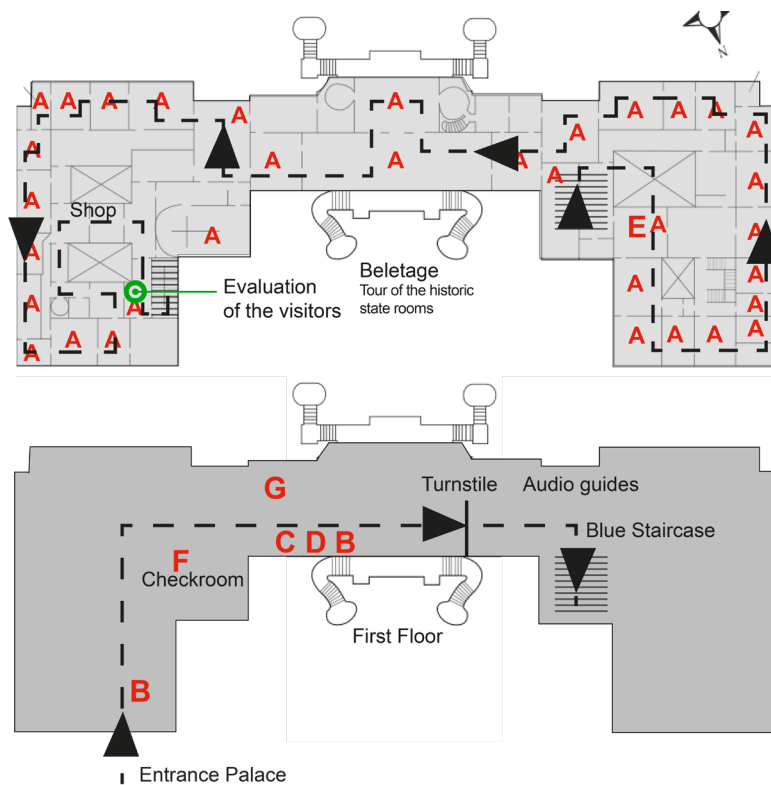 N
A A A A A A A A A
A A A
A A A A
A A
A
Shop E A
A A
A
Beletage
Evaluation A A
of the visitors
Tour of the historic
state rooms
A A A
A A A A A A A
A
Turnstile Audio guides
G
Blue Staircase
C D B
F
Checkroom
First Floor
B
Entrance Palace